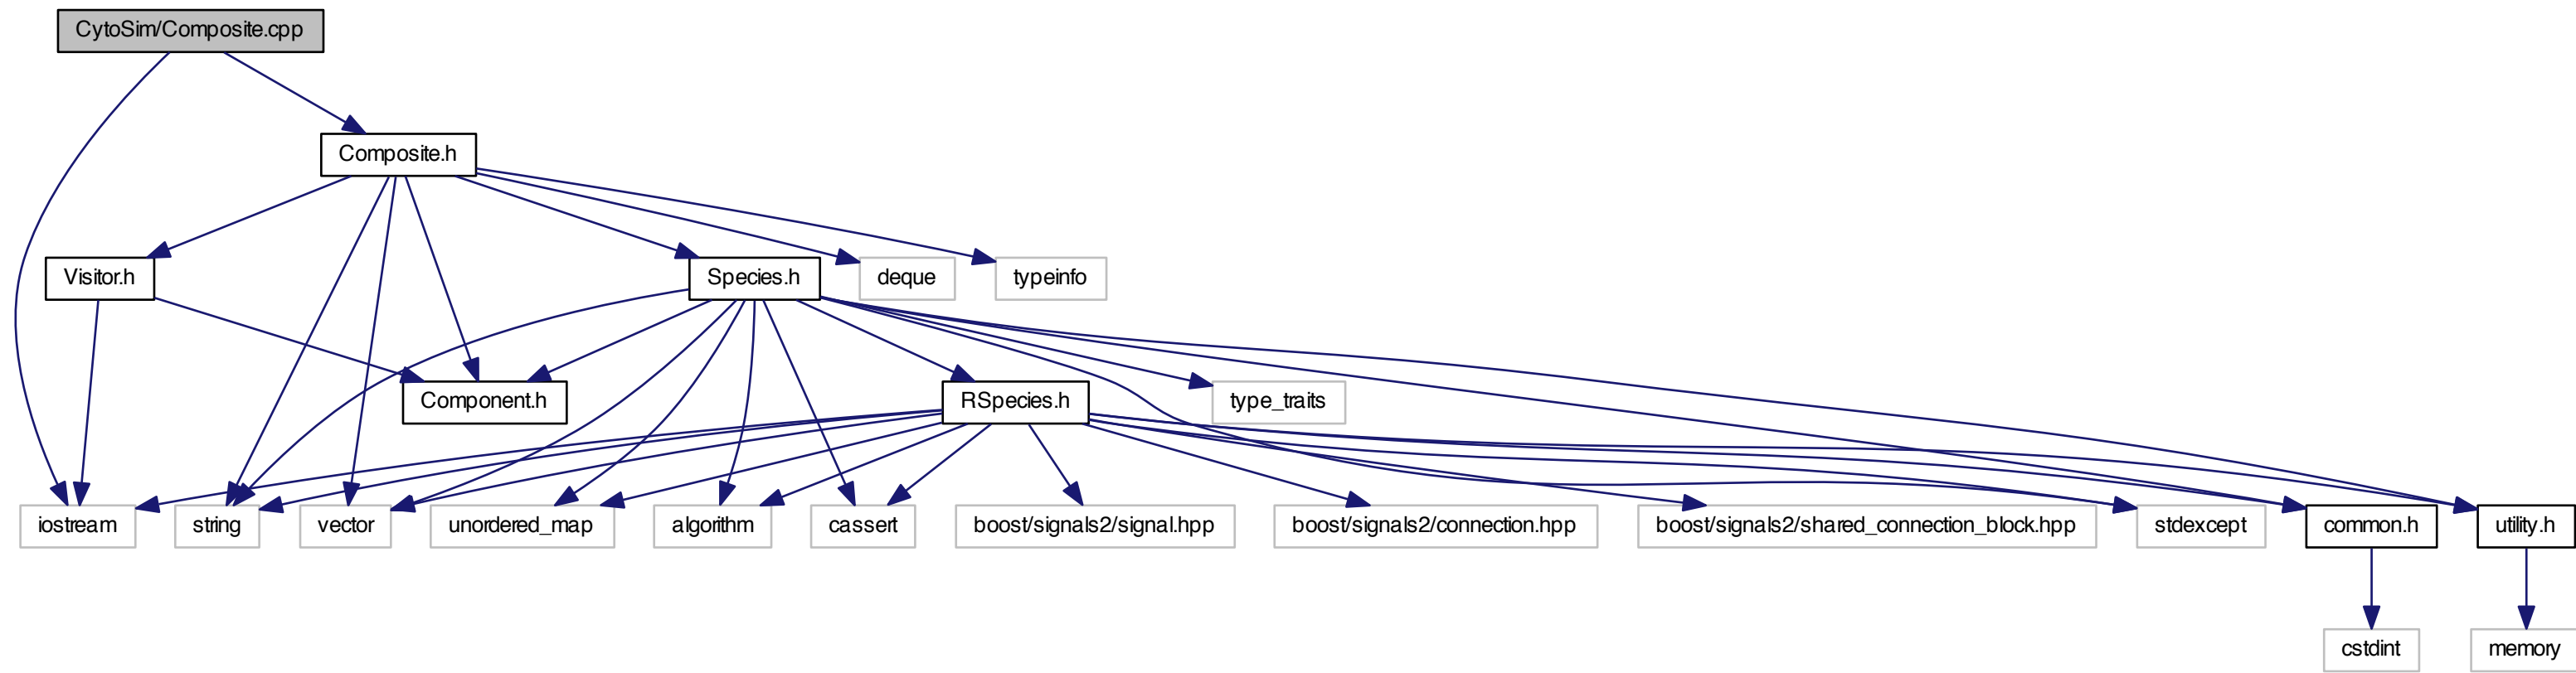 CytoSim/Composite.cpp
Composite.h
Visitor.h
Species.h
deque
typeinfo
Component.h
RSpecies.h
type_traits
iostream
string
vector
unordered_map
algorithm
cassert
boost/signals2/signal.hpp
boost/signals2/connection.hpp
boost/signals2/shared_connection_block.hpp
stdexcept
common.h
utility.h
cstdint
memory